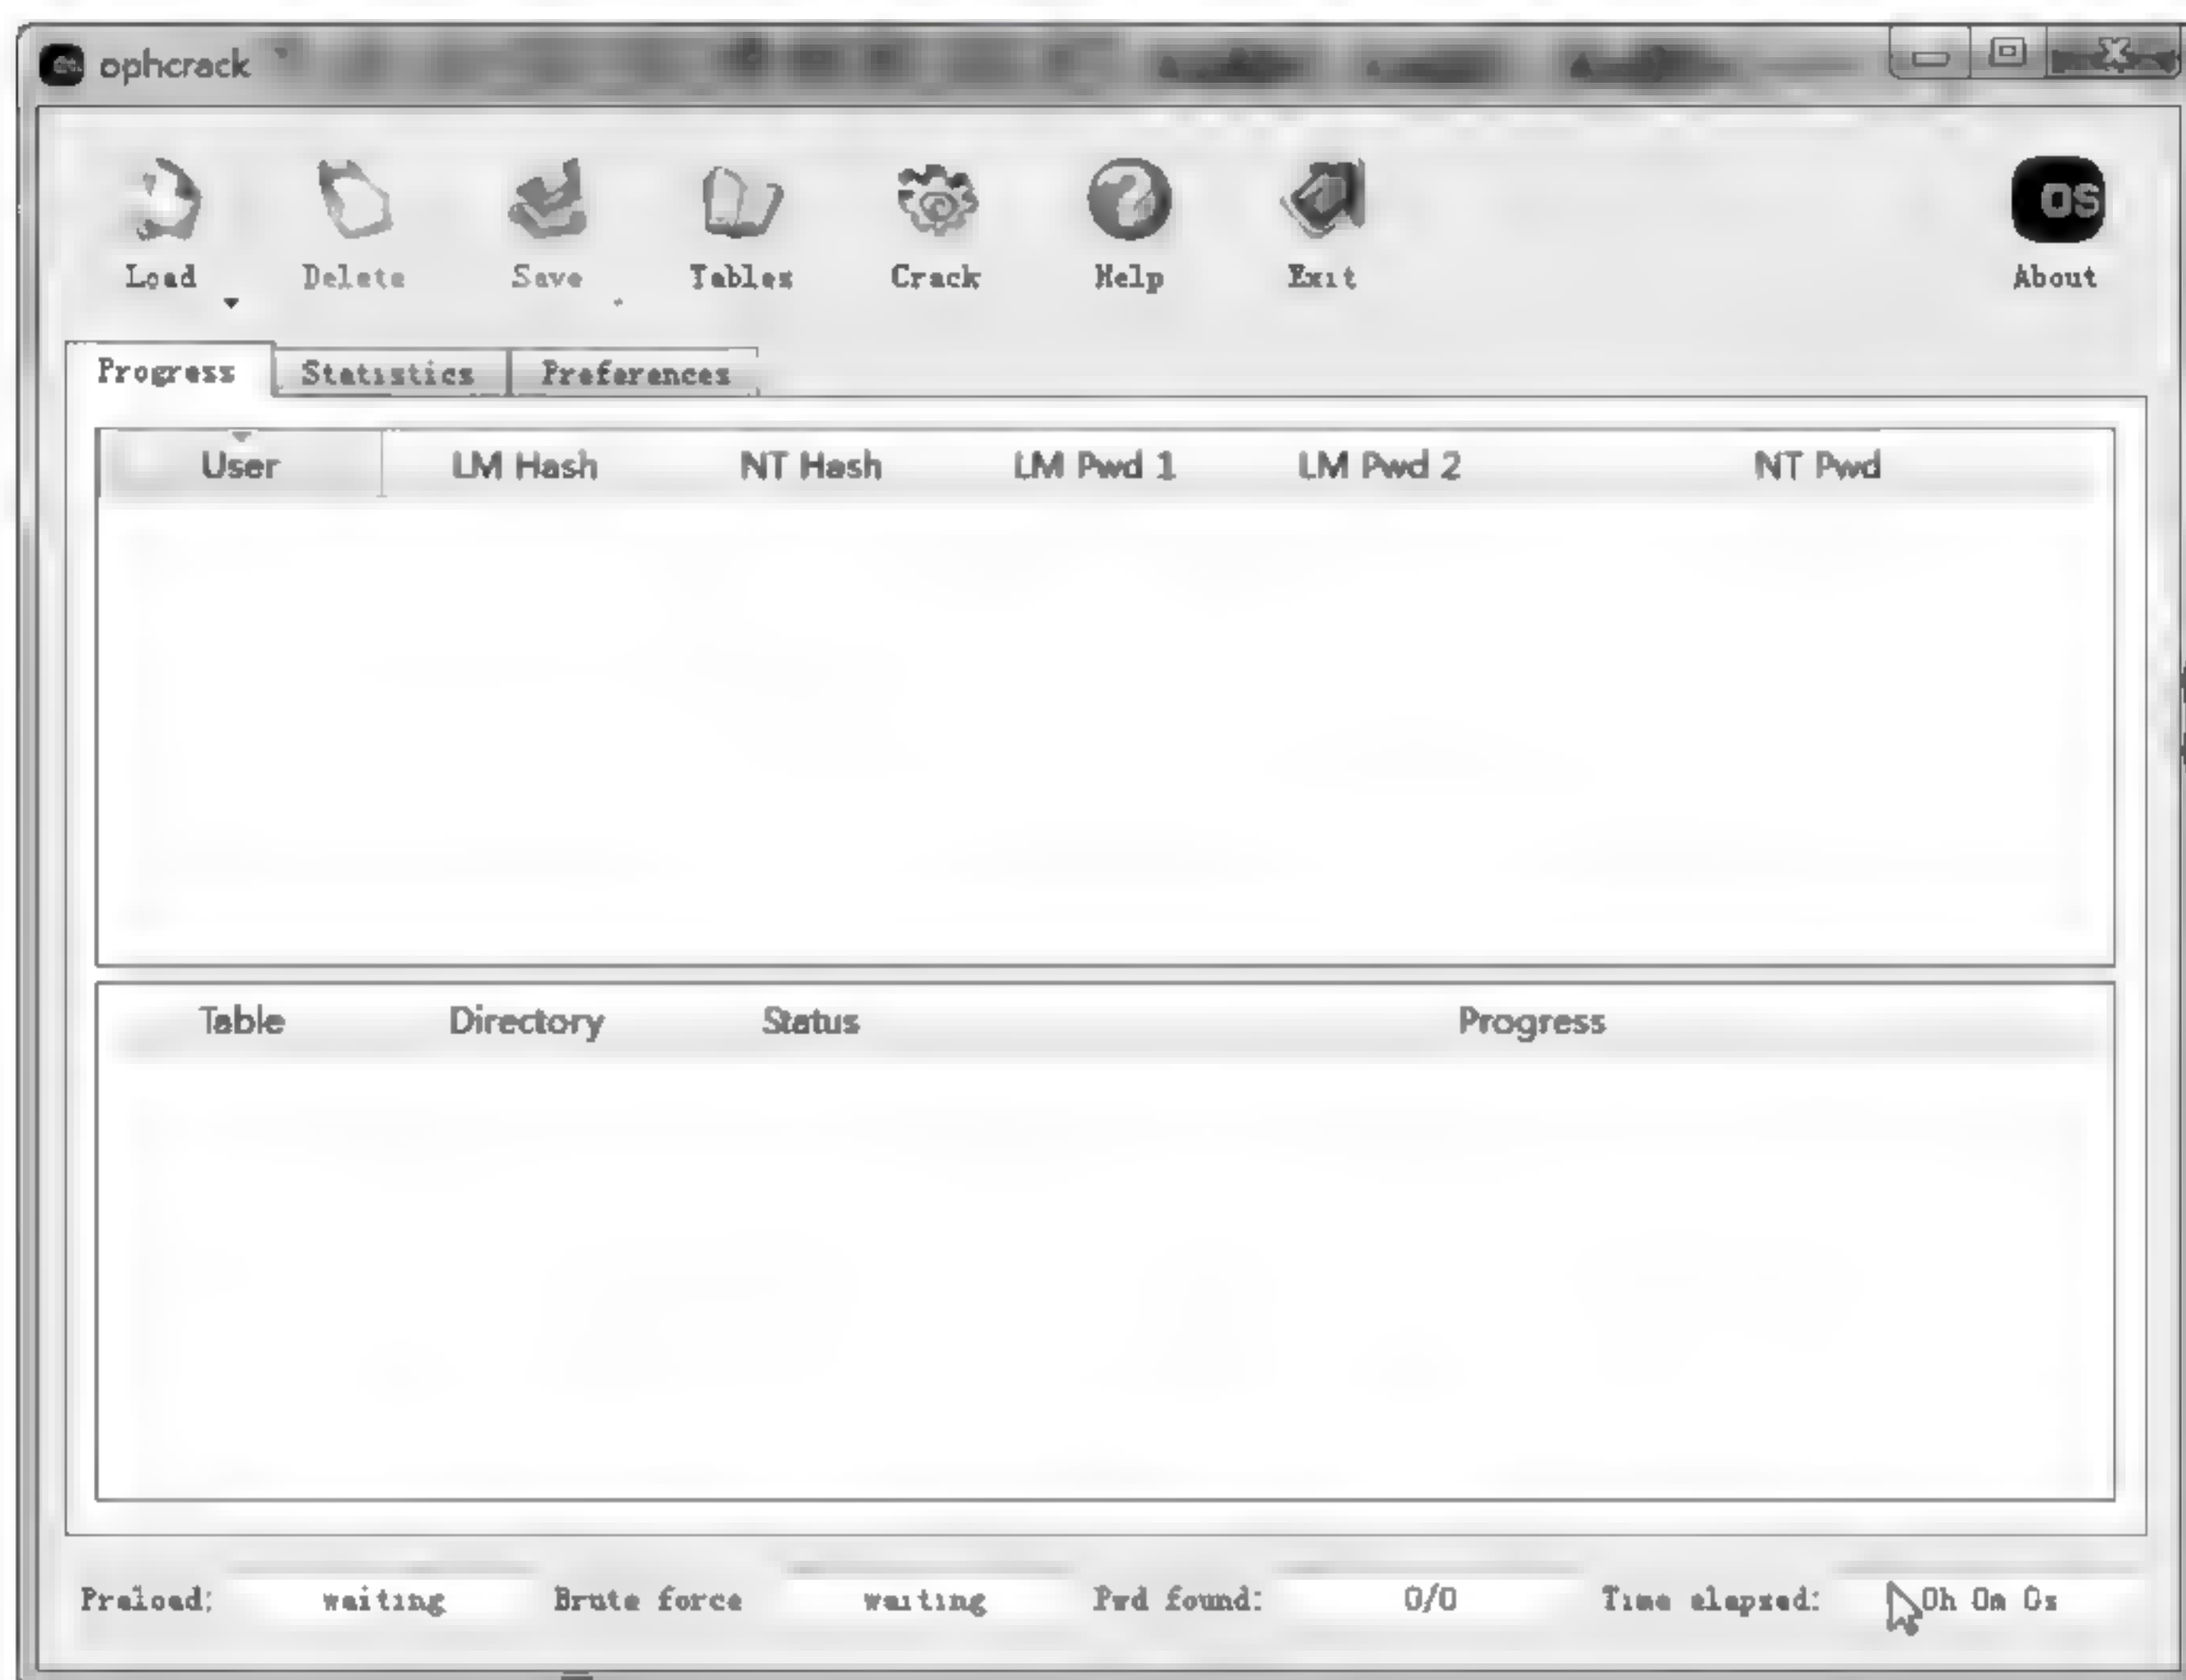 ophcrack
OS
Load Delete Save Tables Crack Help Exit About
Progress Statistics Preferences
User LM Hash NT Hash LM Pwd 1 LM Pwd 2 NT Pwd
Table Directory Status Progress
Preload: waiting Brute force waiting Pwd found: 0/0 Time elapsed: 0h 0m 0s